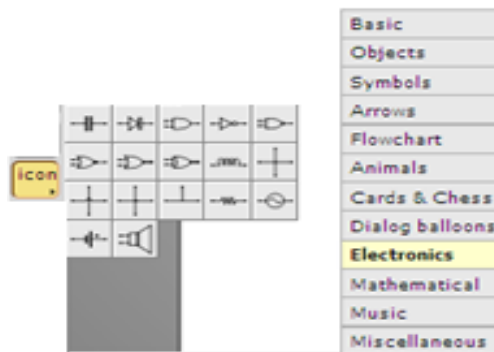 icon
Basic
Objects
Symbols
Arrows
Flowchart
Animals
Cards & Chess
Dialog balloons
Electronics
Mathematical
Music
Miscellaneous